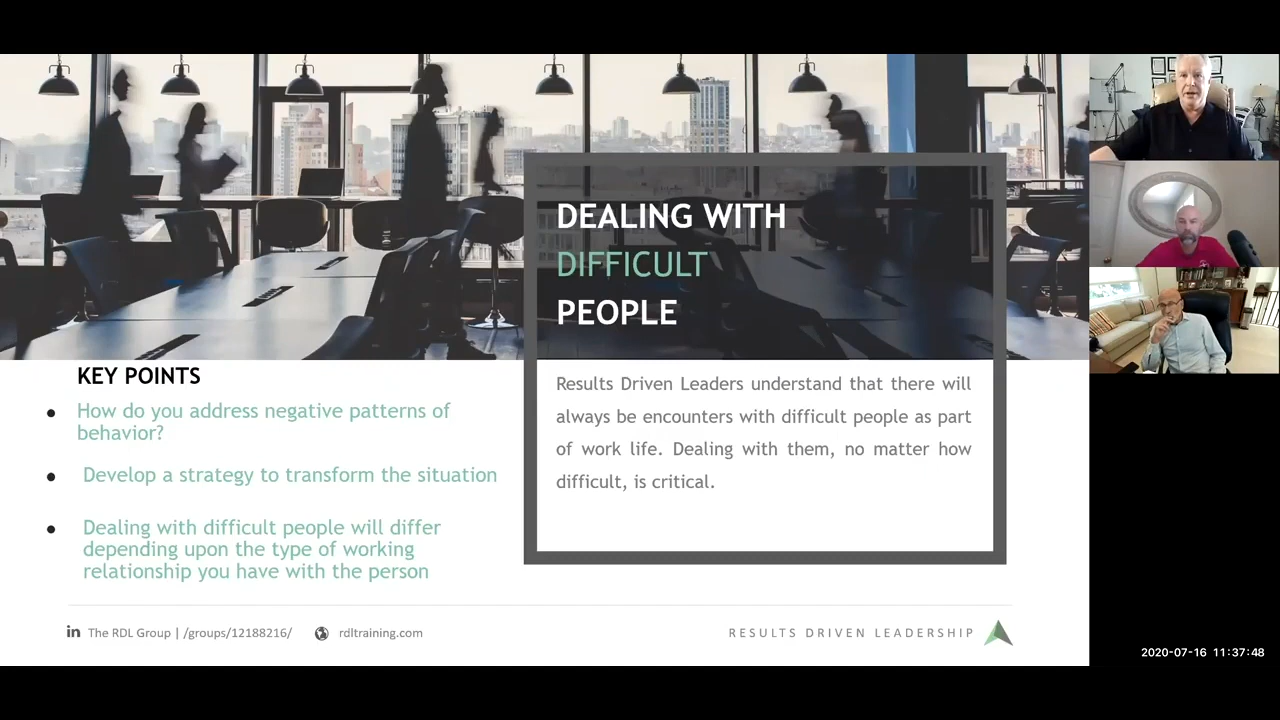 DEALING WITH
DIFFICULT
PEOPLE
KEY POINTS
● How do you address negative patterns of
behavior?
● Develop a strategy to transform the situation
● Dealing with difficult people will differ
depending upon the type of working
relationship you have with the person
Results Driven Leaders understand that there will
always be encounters with difficult people as part
of work life. Dealing with them, no matter how
difficult, is critical.
in The RDL Group | /groups/12188216/ rdltraining.com
RESULTS DRIVEN LEADERSHIP
2020-07-16 11:37:48